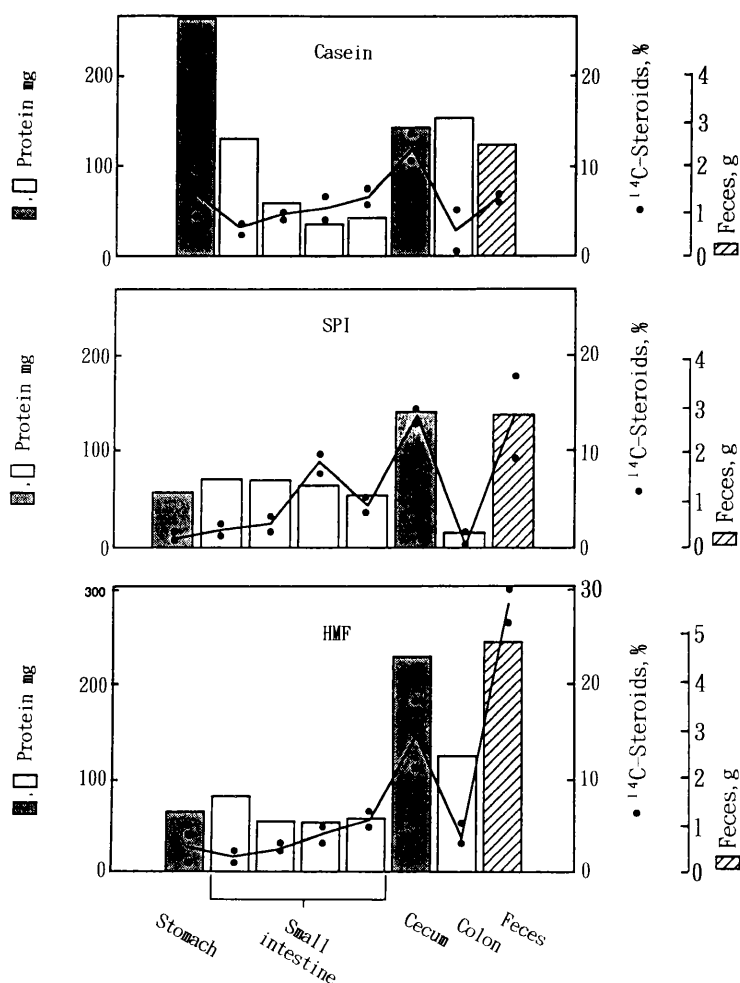 Casein
200
100
0
Protein mg
20
10
0
¹⁴C-Steroids, %
4
3
2
1
0
Feces, g
SPI
200
100
0
Protein mg
20
10
0
¹⁴C-Steroids, %
4
3
2
1
0
Feces, g
HMF
300
200
100
0
Protein mg
30
20
10
0
¹⁴C-Steroids, %
5
4
3
2
1
0
Feces, g
Stomach
Small
intestine
Cecum
Colon
Feces